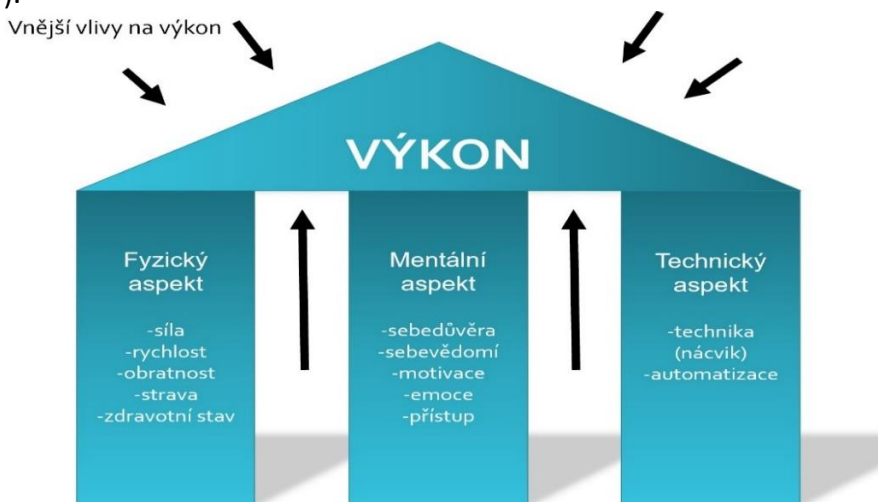 ).
Vnější vlivy na výkon
VÝKON
Fyzický
aspekt
-síla
-rychlost
-obratnost
-strava
-zdravotní stav
Mentální
aspekt
-sebedůvěra
-sebevědomí
-motivace
-emoce
-přístup
Technický
aspekt
-technika
(nácvik)
-automatizace